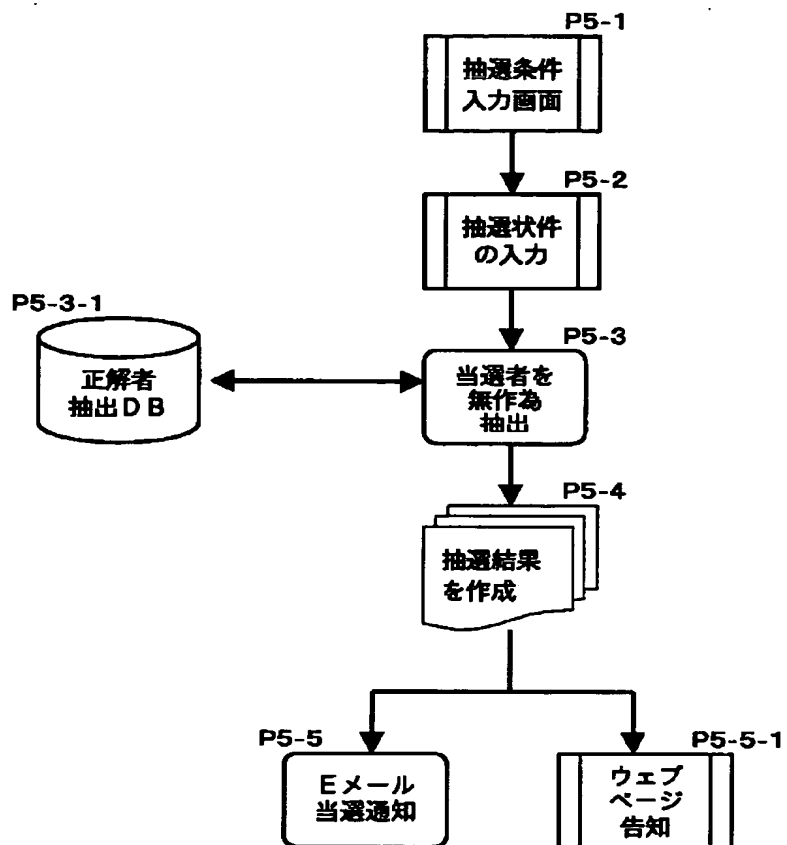 P5-1
抽選条件
入力画面
P5-2
抽選状件
の入力
P5-3-1
正解者
抽出DB
P5-3
当選者を
無作為
抽出
P5-4
抽選結果
を作成
P5-5
Eメール
当選通知
P5-5-1
ウェブ
ページ
告知